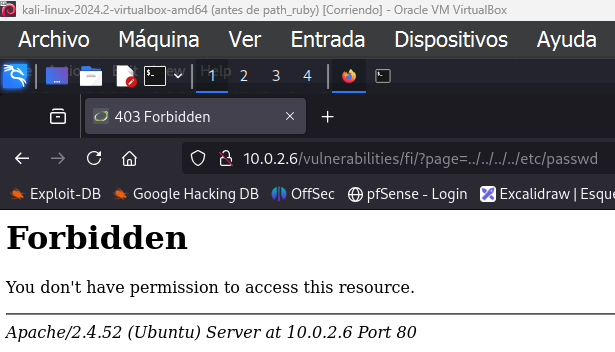 kali-linux-2024.2-virtualbox-amd64 (antes de path_ruby) [Corriendo] - Oracle VM VirtualBox
Archivo Máquina Ver Entrada Dispositivos Ayuda
1 2 3 4
403 Forbidden
10.0.2.6/vulnerabilities/fi/?page=../../../../etc/passwd
Exploit-DB Google Hacking DB OffSec pfSense - Login Excalidraw | Esque
Forbidden
You don't have permission to access this resource.
Apache/2.4.52 (Ubuntu) Server at 10.0.2.6 Port 80